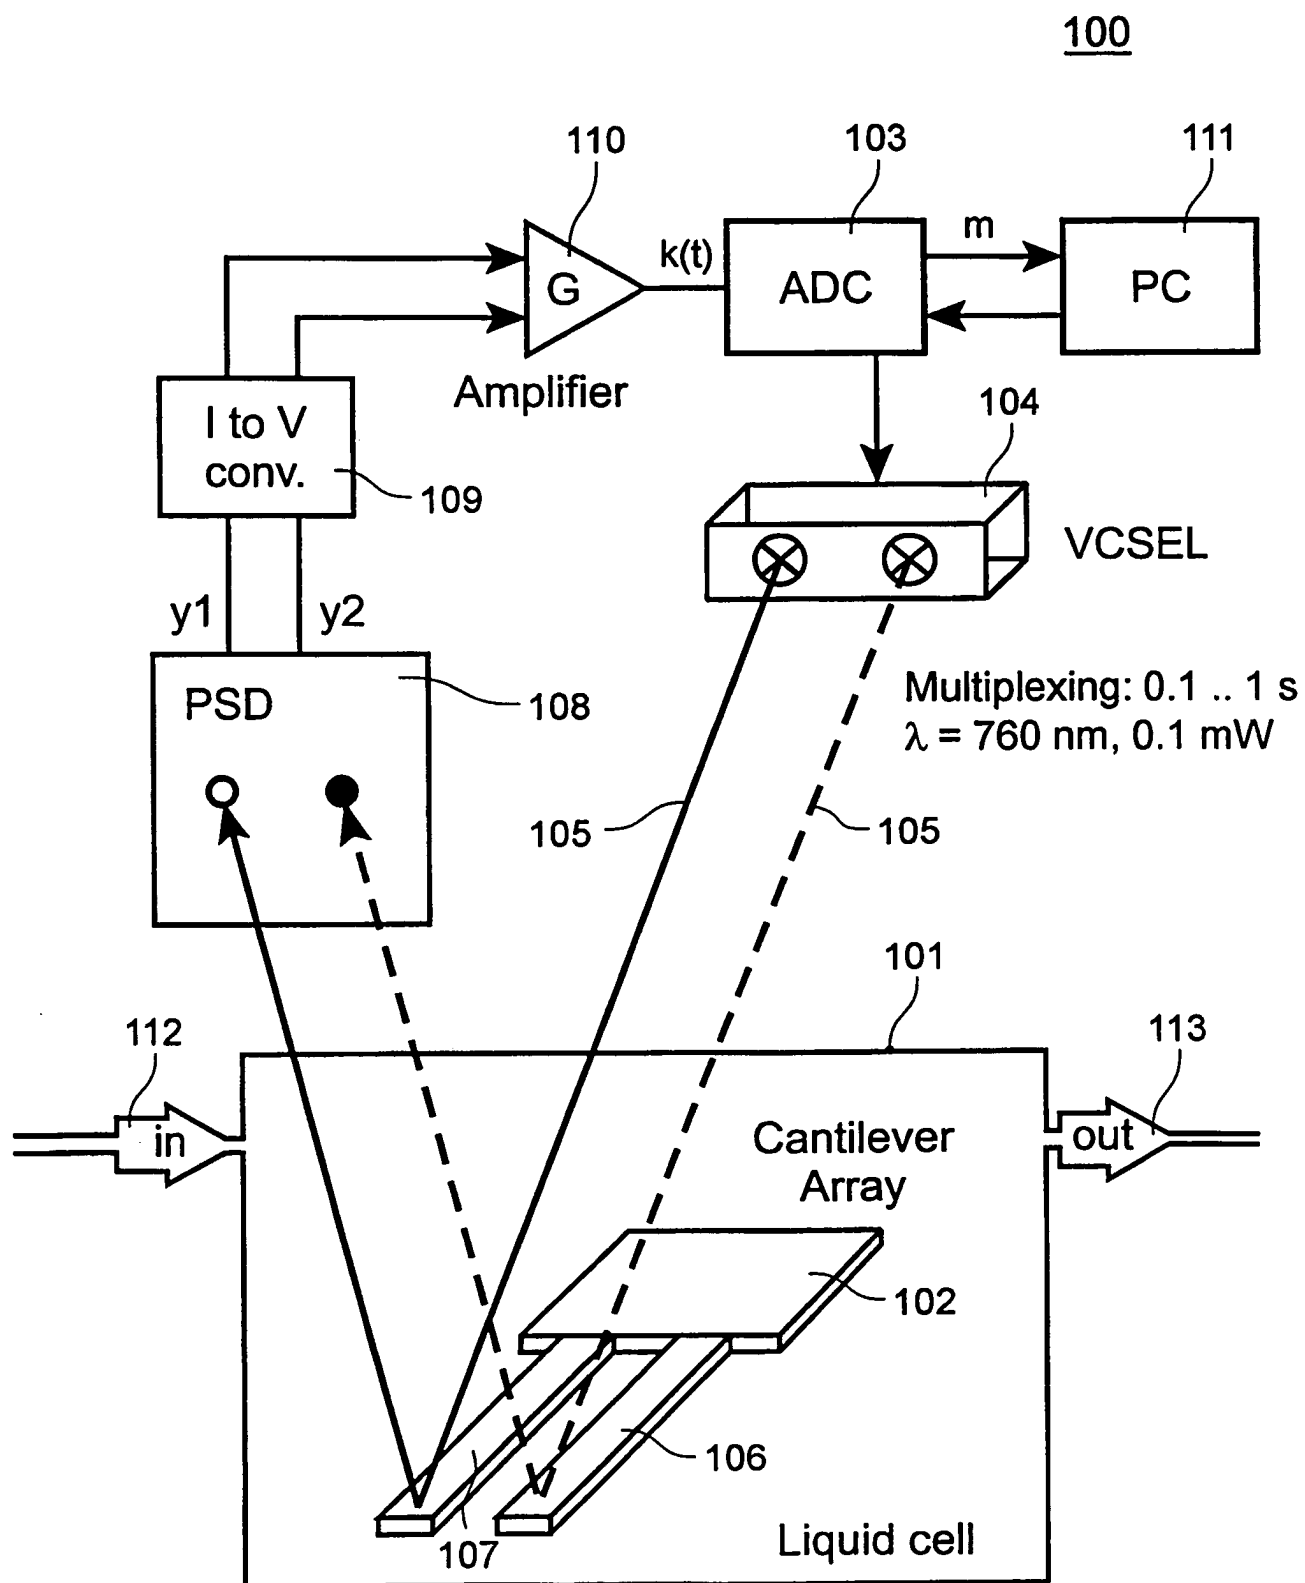 100
110
103
111
k(t)
m
G
ADC
PC
Amplifier
104
I to V
conv.
109
VCSEL
y1
y2
PSD
108
Multiplexing: 0.1 .. 1 s
λ = 760 nm, 0.1 mW
105
105
101
112
113
in
out
Cantilever
Array
102
106
107
Liquid cell